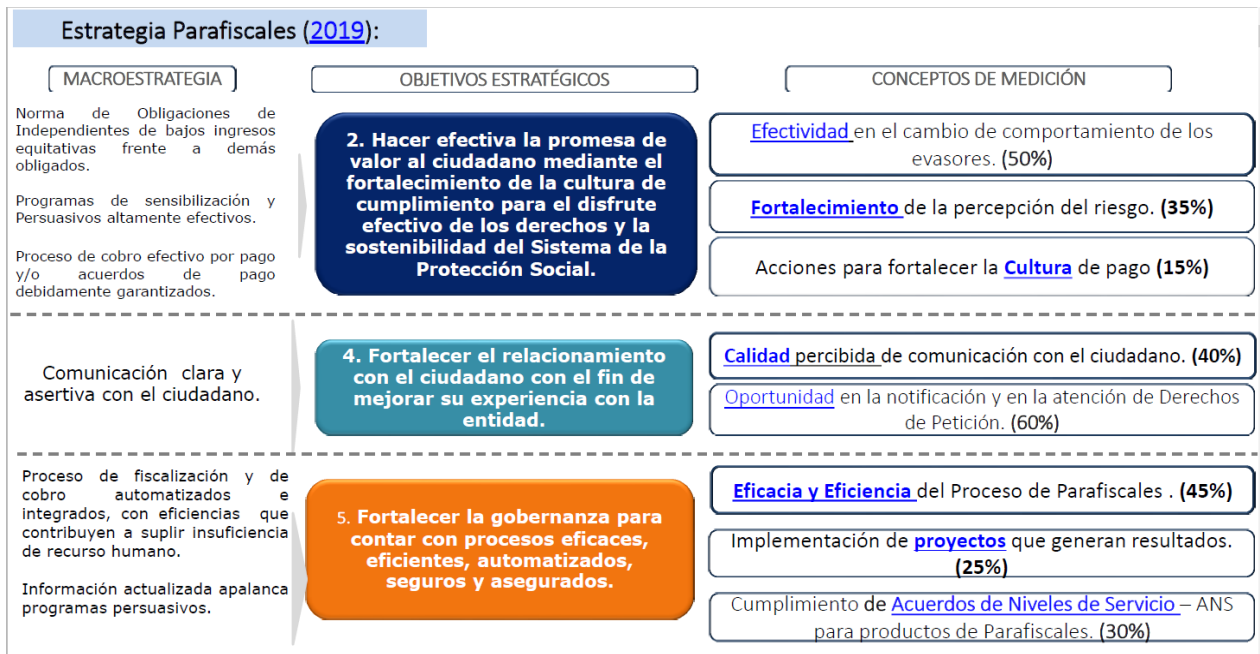 Estrategia Parafiscales (2019):
MACROESTRATEGIA
OBJETIVOS ESTRATÉGICOS
CONCEPTOS DE MEDICIÓN
Norma de Obligaciones de
Independientes de bajos ingresos
equitativas frente a demás
obligados.
Programas de sensibilización y
Persuasivos altamente efectivos.
Proceso de cobro efectivo por pago
y/o acuerdos de pago
debidamente garantizados.
2. Hacer efectiva la promesa de
valor al ciudadano mediante el
fortalecimiento de la cultura de
cumplimiento para el disfrute
efectivo de los derechos y la
sostenibilidad del Sistema de la
Protección Social.
Efectividad en el cambio de comportamiento de los
evasores. (50%)
Fortalecimiento de la percepción del riesgo. (35%)
Acciones para fortalecer la Cultura de pago (15%)
Comunicación clara y
asertiva con el ciudadano.
4. Fortalecer el relacionamiento
con el ciudadano con el fin de
mejorar su experiencia con la
entidad.
Calidad percibida de comunicación con el ciudadano. (40%)
Oportunidad en la notificación y en la atención de Derechos
de Petición. (60%)
Proceso de fiscalización y de
cobro automatizados e
integrados, con eficiencias que
contribuyen a suplir insuficiencia
de recurso humano.
Información actualizada apalanca
programas persuasivos.
5. Fortalecer la gobernanza para
contar con procesos eficaces,
eficientes, automatizados,
seguros y asegurados.
Eficacia y Eficiencia del Proceso de Parafiscales . (45%)
Implementación de proyectos que generan resultados.
(25%)
Cumplimiento de Acuerdos de Niveles de Servicio – ANS
para productos de Parafiscales. (30%)